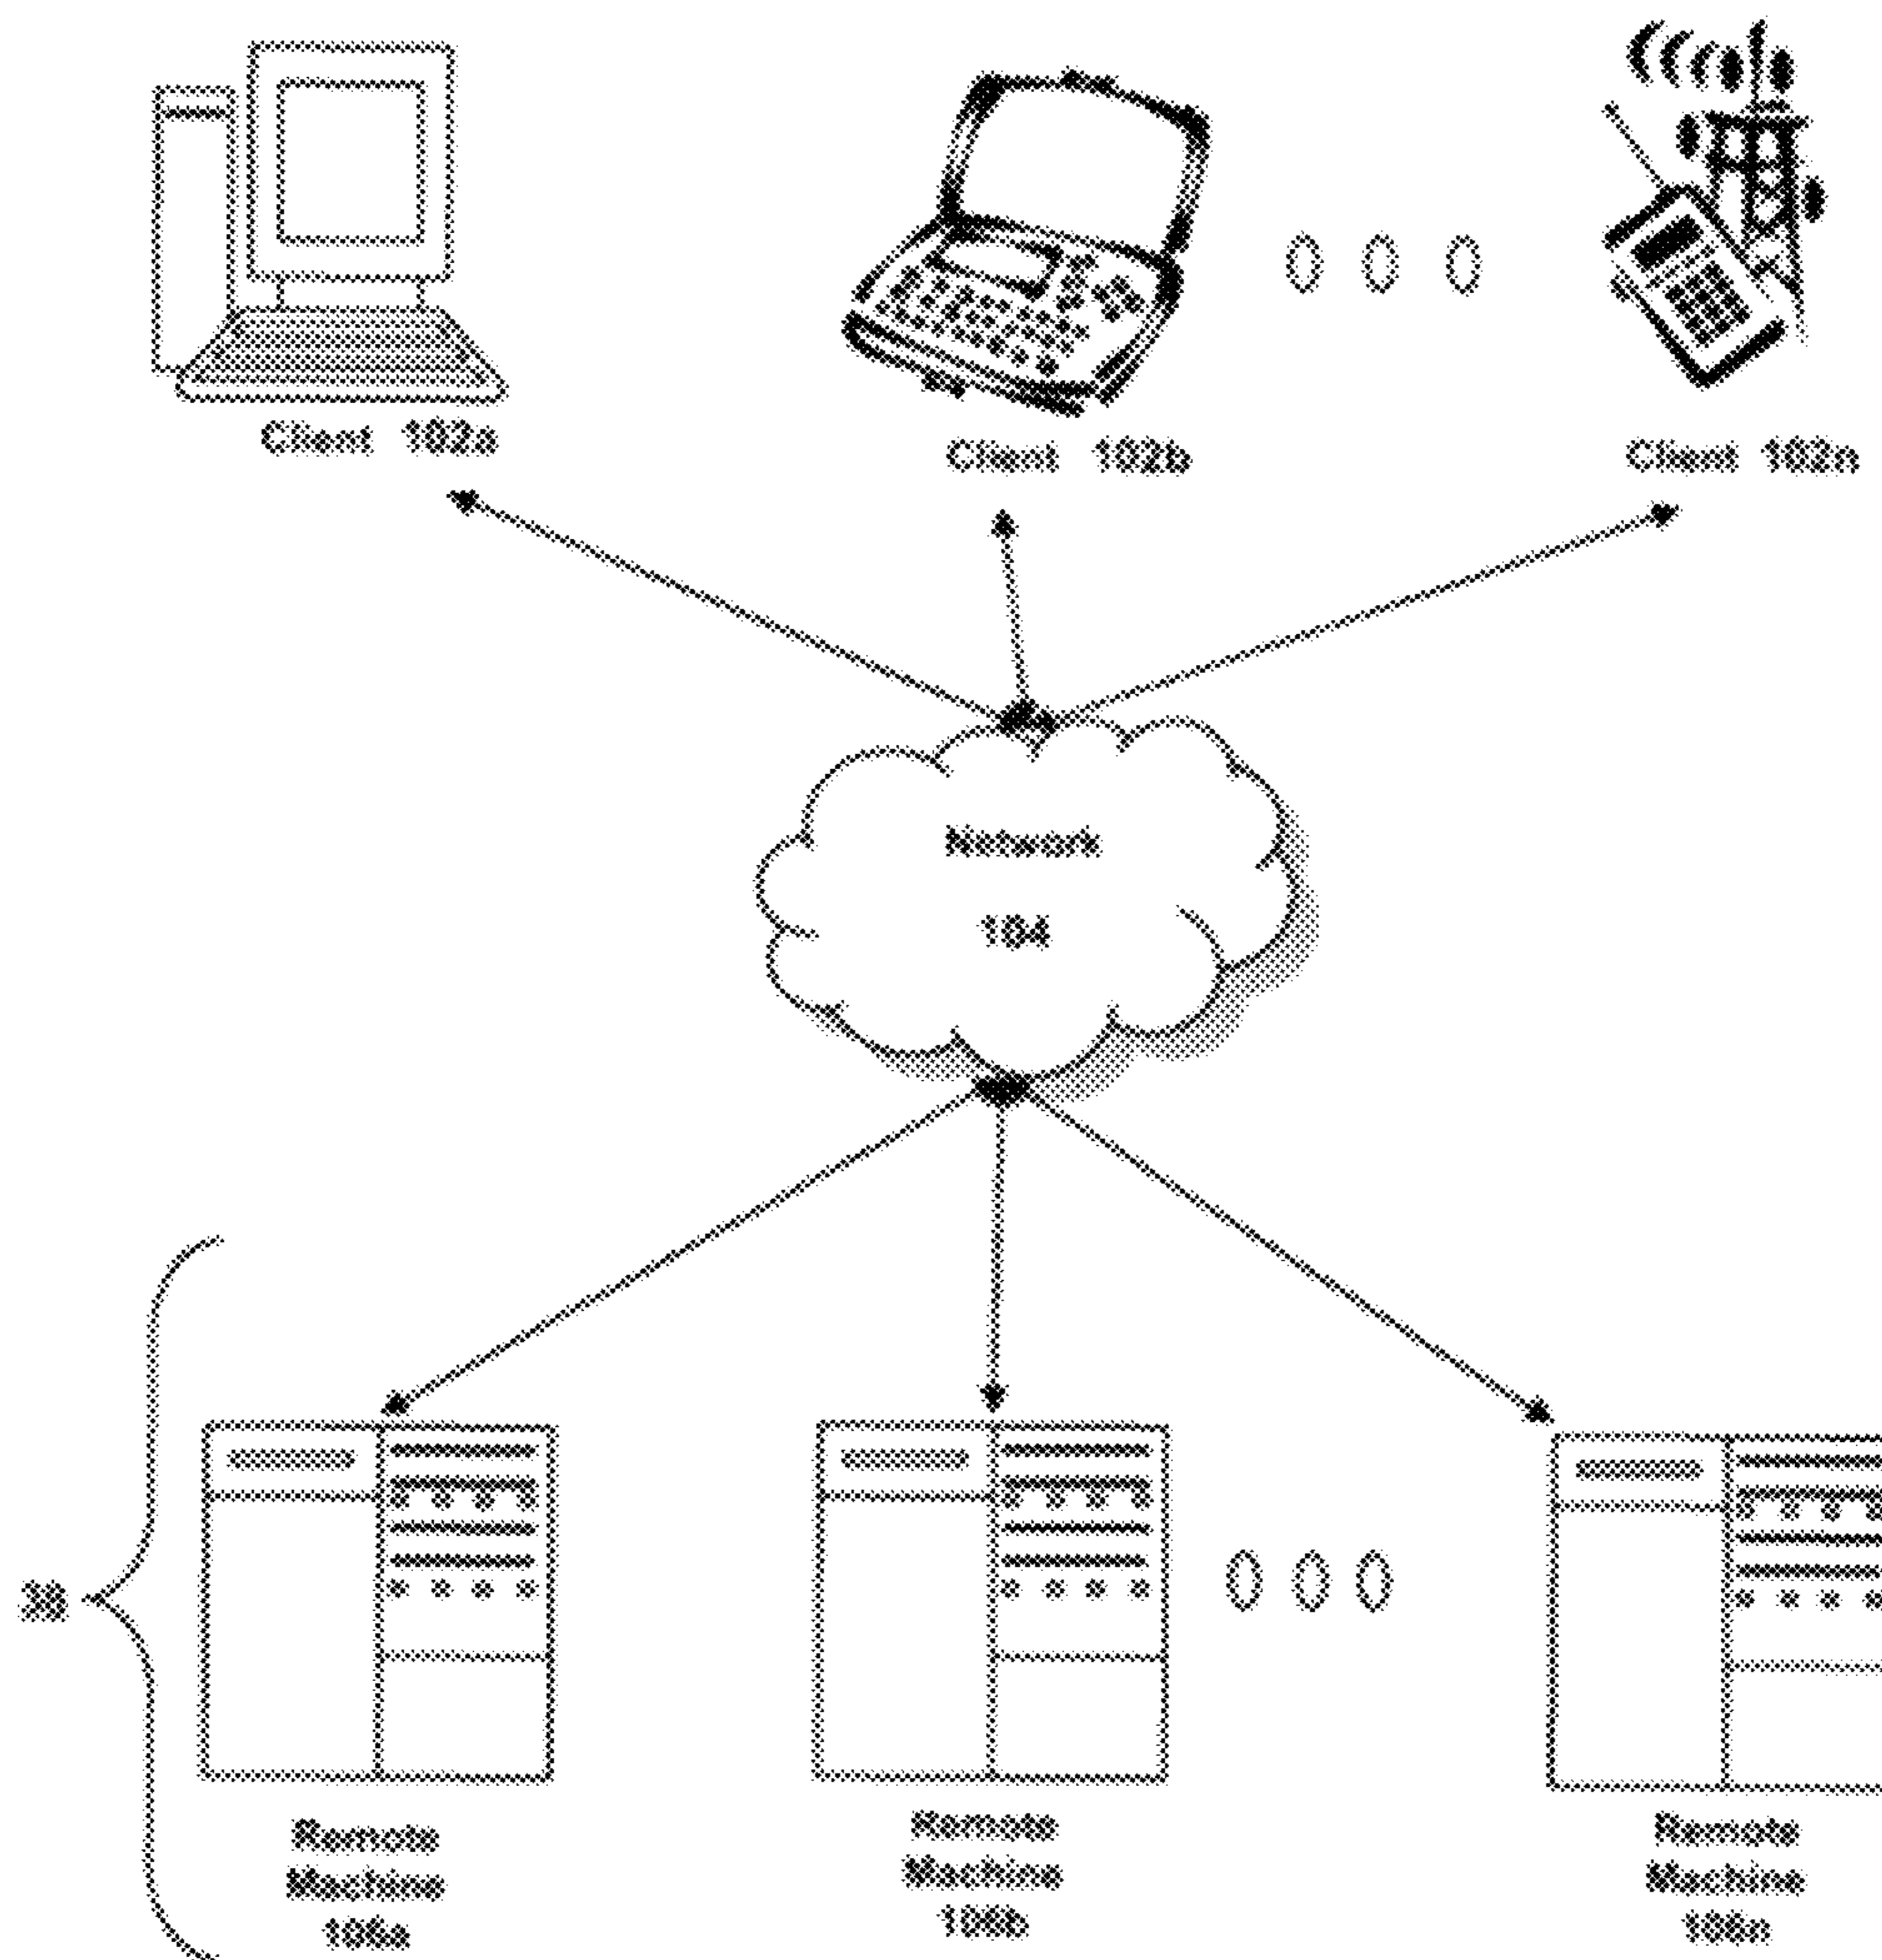 Client 102a
Client 102b
Client 102n
Network
104
Remote
Machine
106a
Remote
Machine
106b
Remote
Machine
106n